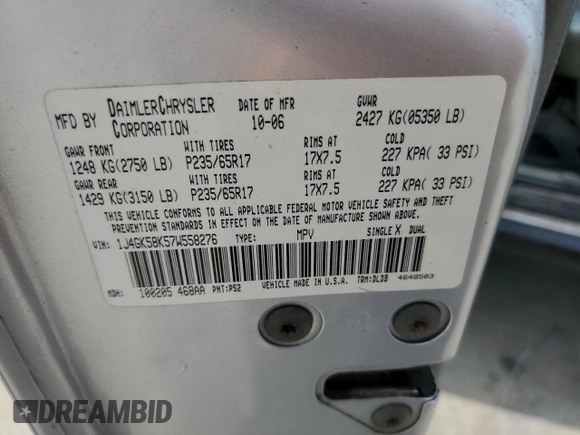 MFD BY DAIMLERCHRYSLER CORPORATION DATE OF MFR 10-06 GVWR 2427 KG(05350 LB)
GAWR FRONT WITH TIRES RIMS AT COLD
1248 KG(2750 LB) P235/65R17 17X7.5 227 KPA( 33 PSI)
GAWR REAR WITH TIRES RIMS AT COLD
1429 KG(3150 LB) P235/65R17 17X7.5 227 KPA( 33 PSI)
THIS VEHICLE CONFORMS TO ALL APPLICABLE FEDERAL MOTOR VEHICLE SAFETY AND THEFT
PREVENTION STANDARDS IN EFFECT ON THE DATE OF MANUFACTURE SHOWN ABOVE.
VIN: 1J4GK58K57W558276 TYPE: MPV SINGLE X DUAL
MDH: 100205 468AA PNT:PS2 VEHICLE MADE IN U.S.A. TRM:DLDB 4648503
DREAMBID